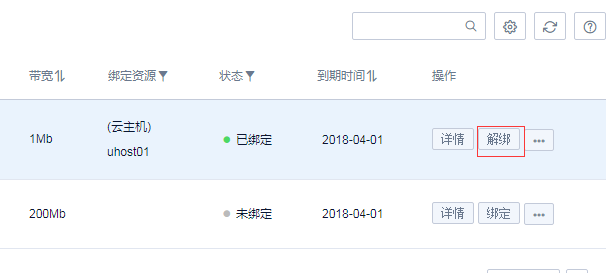 带宽 绑定资源 状态 到期时间 操作
1Mb (云主机) uhost01 已绑定 2018-04-01 详情 解绑 •••
200Mb 未绑定 2018-04-01 详情 绑定 •••